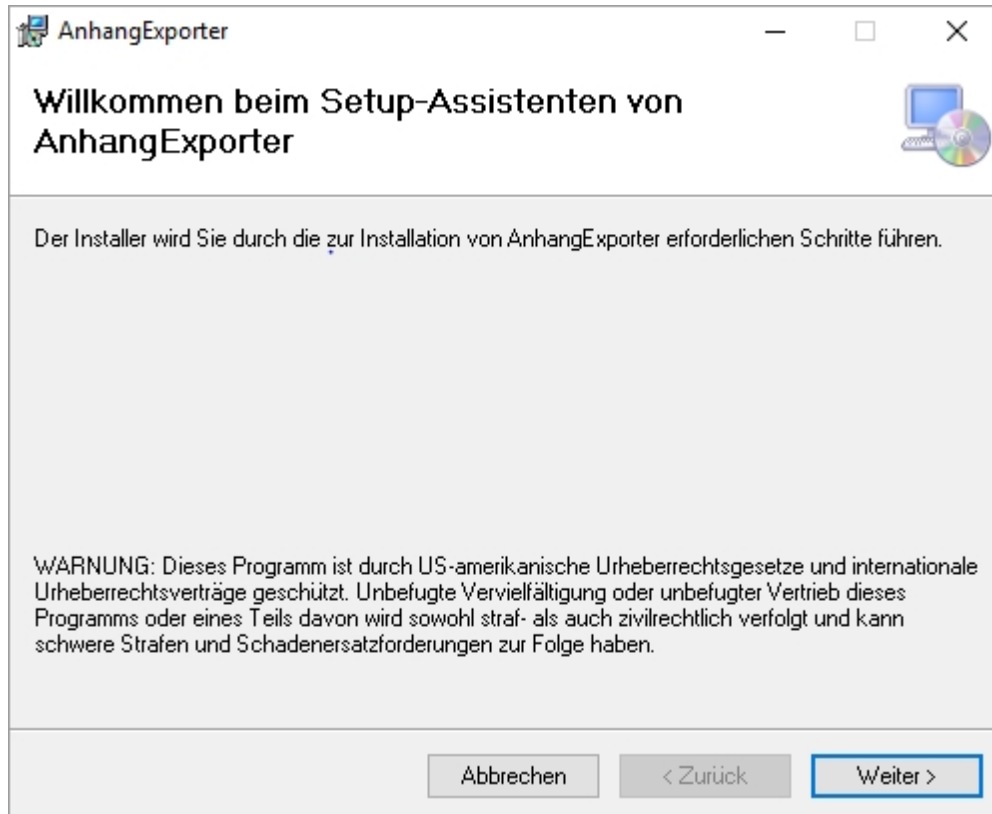 AnhangExporter
Willkommen beim Setup-Assistenten von
AnhangExporter
Der Installer wird Sie durch die zur Installation von AnhangExporter erforderlichen Schritte führen.
WARNUNG: Dieses Programm ist durch US-amerikanische Urheberrechtsgesetze und internationale
Urheberrechtsverträge geschützt. Unbefugte Vervielfältigung oder unbefugter Vertrieb dieses
Programms oder eines Teils davon wird sowohl straf- als auch zivilrechtlich verfolgt und kann
schwere Strafen und Schadenersatzforderungen zur Folge haben.
Abbrechen
< Zurück
Weiter >